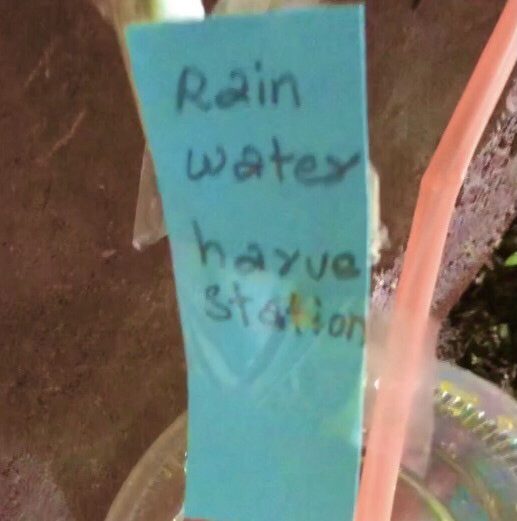 Rain
water
harve
station